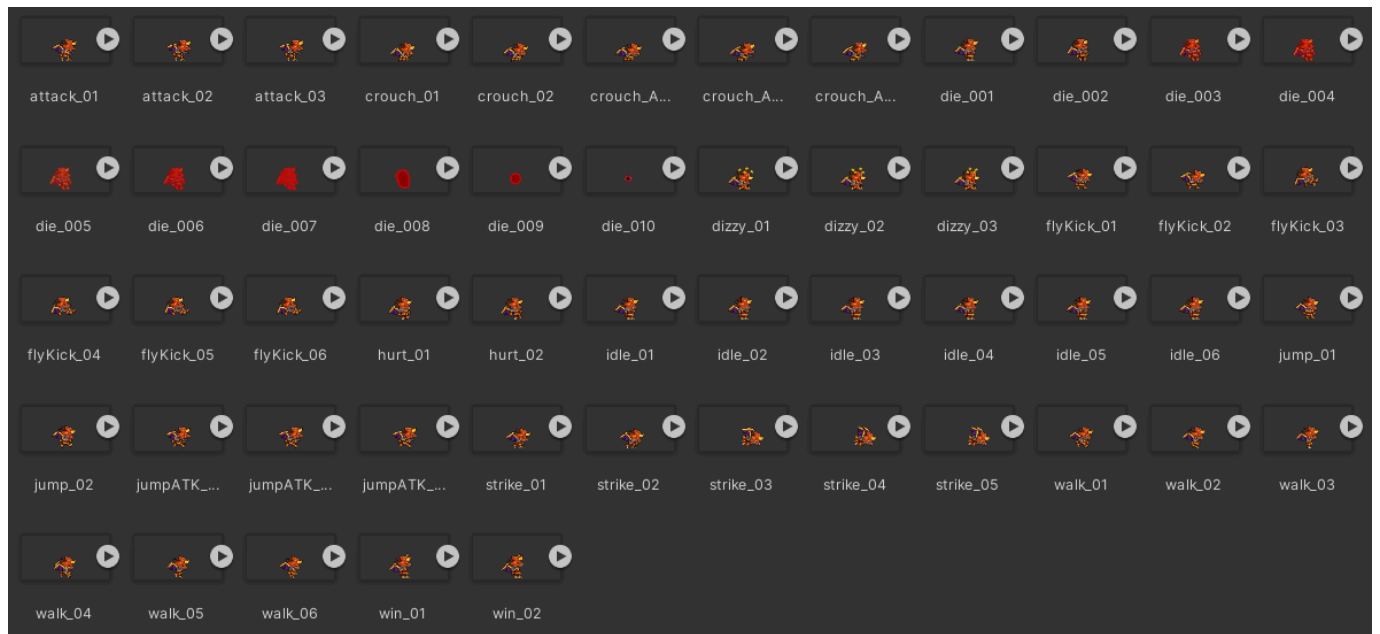 attack_01 attack_02 attack_03 crouch_01 crouch_02 crouch_A... crouch_A... crouch_A... die_001 die_002 die_003 die_004
die_005 die_006 die_007 die_008 die_009 die_010 dizzy_01 dizzy_02 dizzy_03 flyKick_01 flyKick_02 flyKick_03
flyKick_04 flyKick_05 flyKick_06 hurt_01 hurt_02 idle_01 idle_02 idle_03 idle_04 idle_05 idle_06 jump_01
jump_02 jumpATK_... jumpATK_... jumpATK_... strike_01 strike_02 strike_03 strike_04 strike_05 walk_01 walk_02 walk_03
walk_04 walk_05 walk_06 win_01 win_02